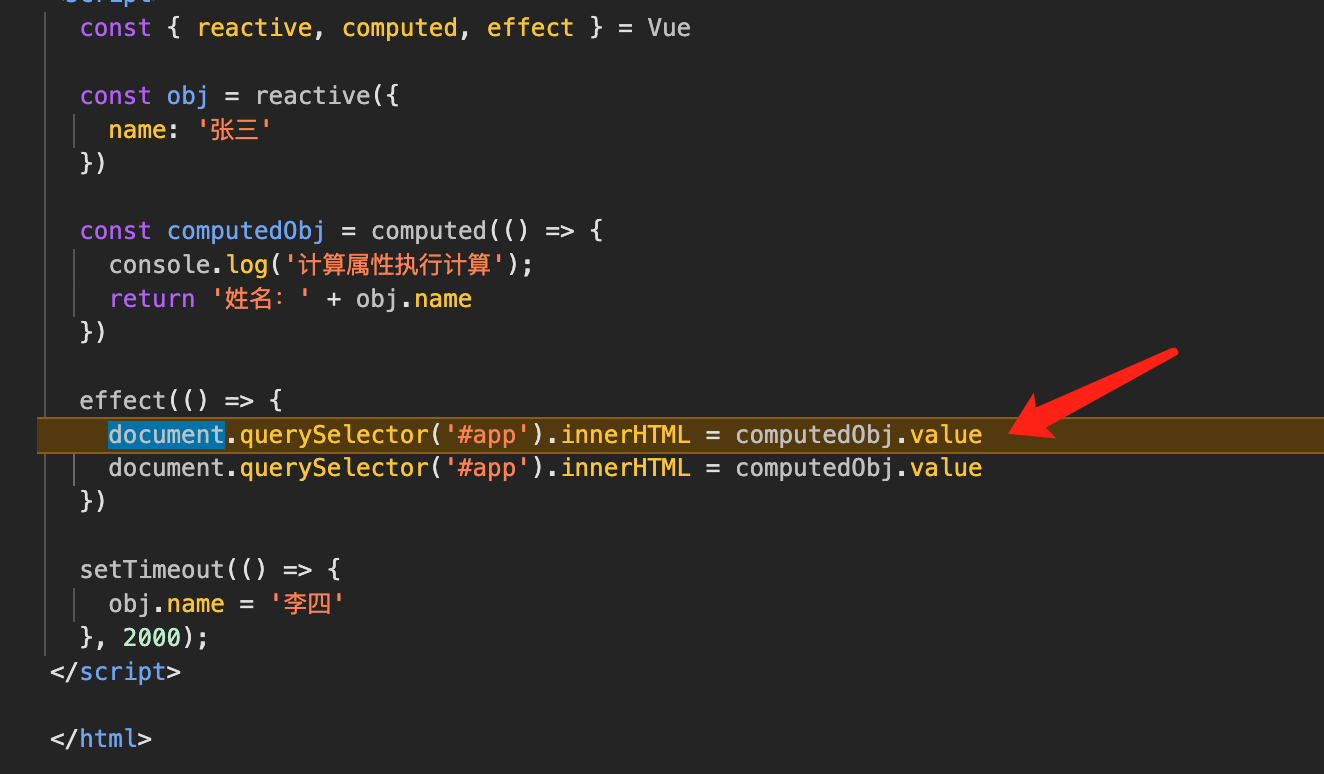 <script>
const { reactive, computed, effect } = Vue
const obj = reactive({
name: '张三'
})
const computedObj = computed(() => {
console.log('计算属性执行计算');
return '姓名：' + obj.name
})
effect(() => {
document.querySelector('#app').innerHTML = computedObj.value
document.querySelector('#app').innerHTML = computedObj.value
})
setTimeout(() => {
obj.name = '李四'
}, 2000);
</script>
</html>